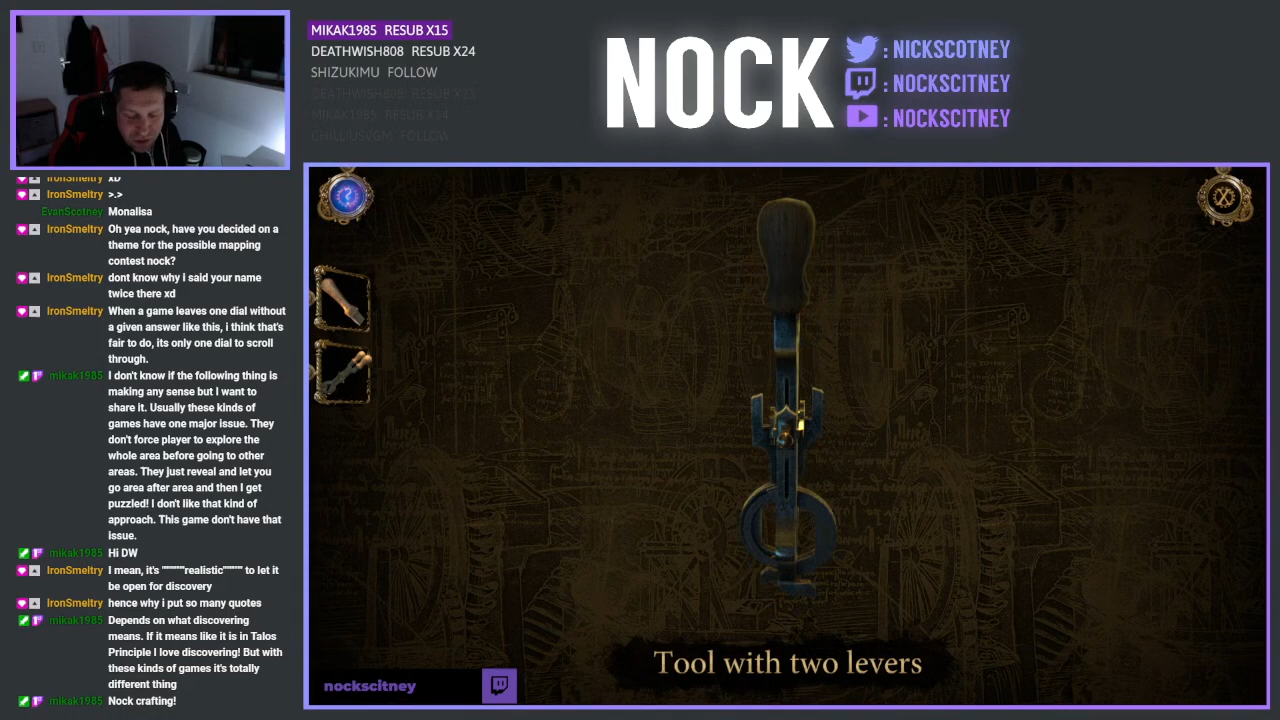 MIKAK1985 RESUB X15
DEATHWISH808 RESUB X24
SHIZUKIMU FOLLOW
DEATHWISH808 RESUB X23
MIKAK1985 RESUB X14
CHILLIUSVGM FOLLOW
NOCK
: NICKSCOTNEY
: NOCKSCITNEY
: NOCKSCITNEY
IronSmeltry xD
IronSmeltry >.>
EvanScotney Monalisa
IronSmeltry Oh yea nock, have you decided on a
theme for the possible mapping
contest nock?
IronSmeltry dont know why i said your name
twice there xd
IronSmeltry When a game leaves one dial without
a given answer like this, i think that's
fair to do, its only one dial to scroll
through.
mikak1985 I don't know if the following thing is
making any sense but I want to
share it. Usually these kinds of
games have one major issue. They
don't force player to explore the
whole area before going to other
areas. They just reveal and let you
go area after area and then I get
puzzled! I don't like that kind of
approach. This game don't have that
issue.
mikak1985 Hi DW
IronSmeltry I mean, it's """"""realistic"""""" to let it
be open for discovery
IronSmeltry hence why i put so many quotes
mikak1985 Depends on what discovering
means. If it means like it is in Talos
Principle I love discovering! But with
these kinds of games it's totally
different thing
mikak1985 Nock crafting!
Tool with two levers
nockscitney